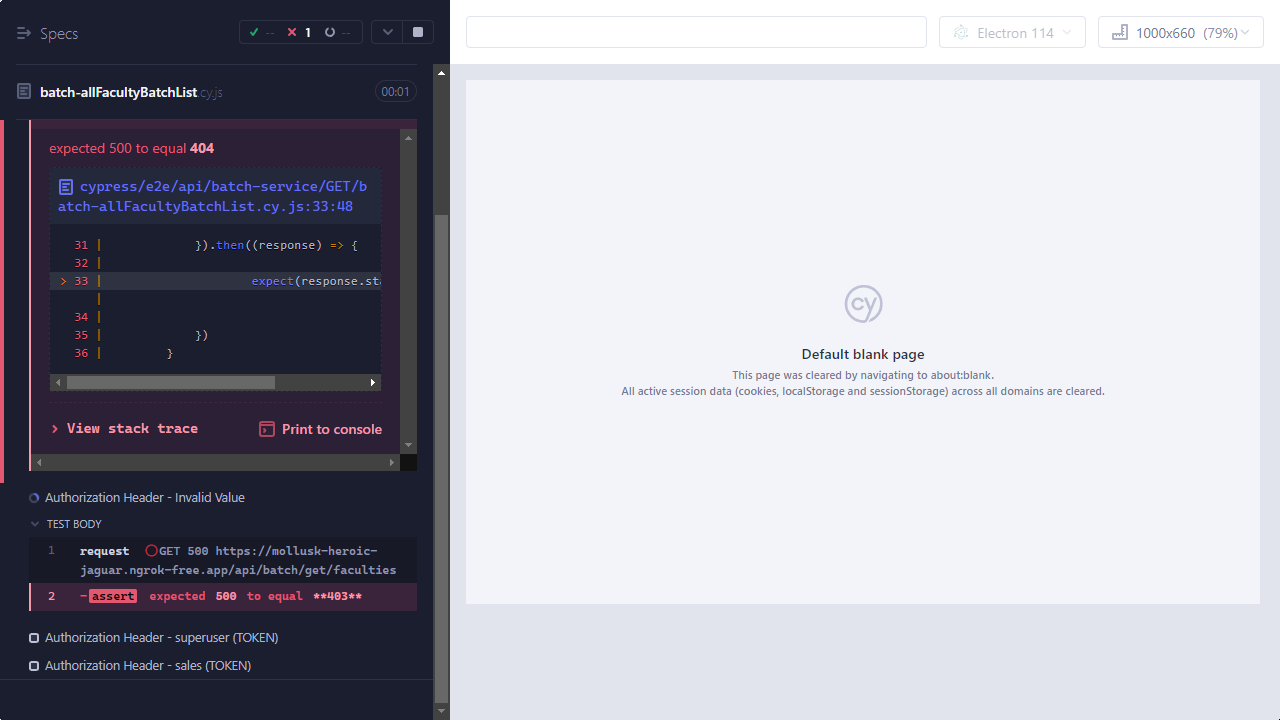 Specs
-- 1 --
Electron 114
1000x660 (79%)
batch-allFacultyBatchList.cy.js
00:01
expected 500 to equal 404
cypress/e2e/api/batch-service/GET/b
atch-allFacultyBatchList.cy.js:33:48
31 | }).then((response) => {
32 |
> 33 | expect(response.sta
|
34 |
35 | })
36 | }
> View stack trace
Print to console
Authorization Header - Invalid Value
TEST BODY
1 request GET 500 https://mollusk-heroic-
jaguar.ngrok-free.app/api/batch/get/faculties
2 -assert expected 500 to equal **403**
Authorization Header - superuser (TOKEN)
Authorization Header - sales (TOKEN)
cy
Default blank page
This page was cleared by navigating to about:blank.
All active session data (cookies, localStorage and sessionStorage) across all domains are cleared.